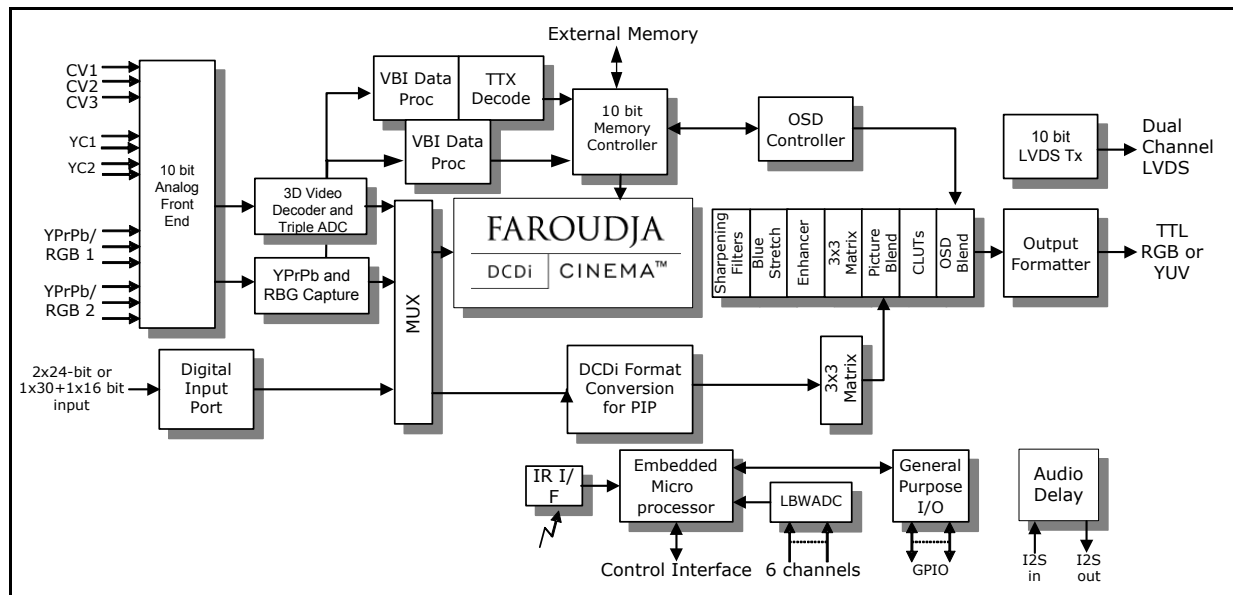 External Memory
CV1
CV2
CV3
YC1
YC2
YPrPb/
RGB 1
YPrPb/
RGB 2
10 bit
Analog
Front
End
VBI Data
Proc
TTX
Decode
VBI Data
Proc
10 bit
Memory
Controller
OSD
Controller
10 bit
LVDS Tx
Dual
Channel
LVDS
3D Video
Decoder and
Triple ADC
YPrPb and
RBG Capture
MUX
FAROUDJA
DCDi
CINEMA™
Sharpening
Filters
Blue
Stretch
Enhancer
3x3
Matrix
Picture
Blend
CLUTs
OSD
Blend
Output
Formatter
TTL
RGB or
YUV
2x24-bit or
1x30+1x16 bit
input
Digital
Input
Port
DCDi Format
Conversion
for PIP
3x3
Matrix
IR I/
F
Embedded
Micro
processor
LBWADC
General
Purpose
I/O
Audio
Delay
Control Interface
6 channels
GPIO
I2S
in
I2S
out